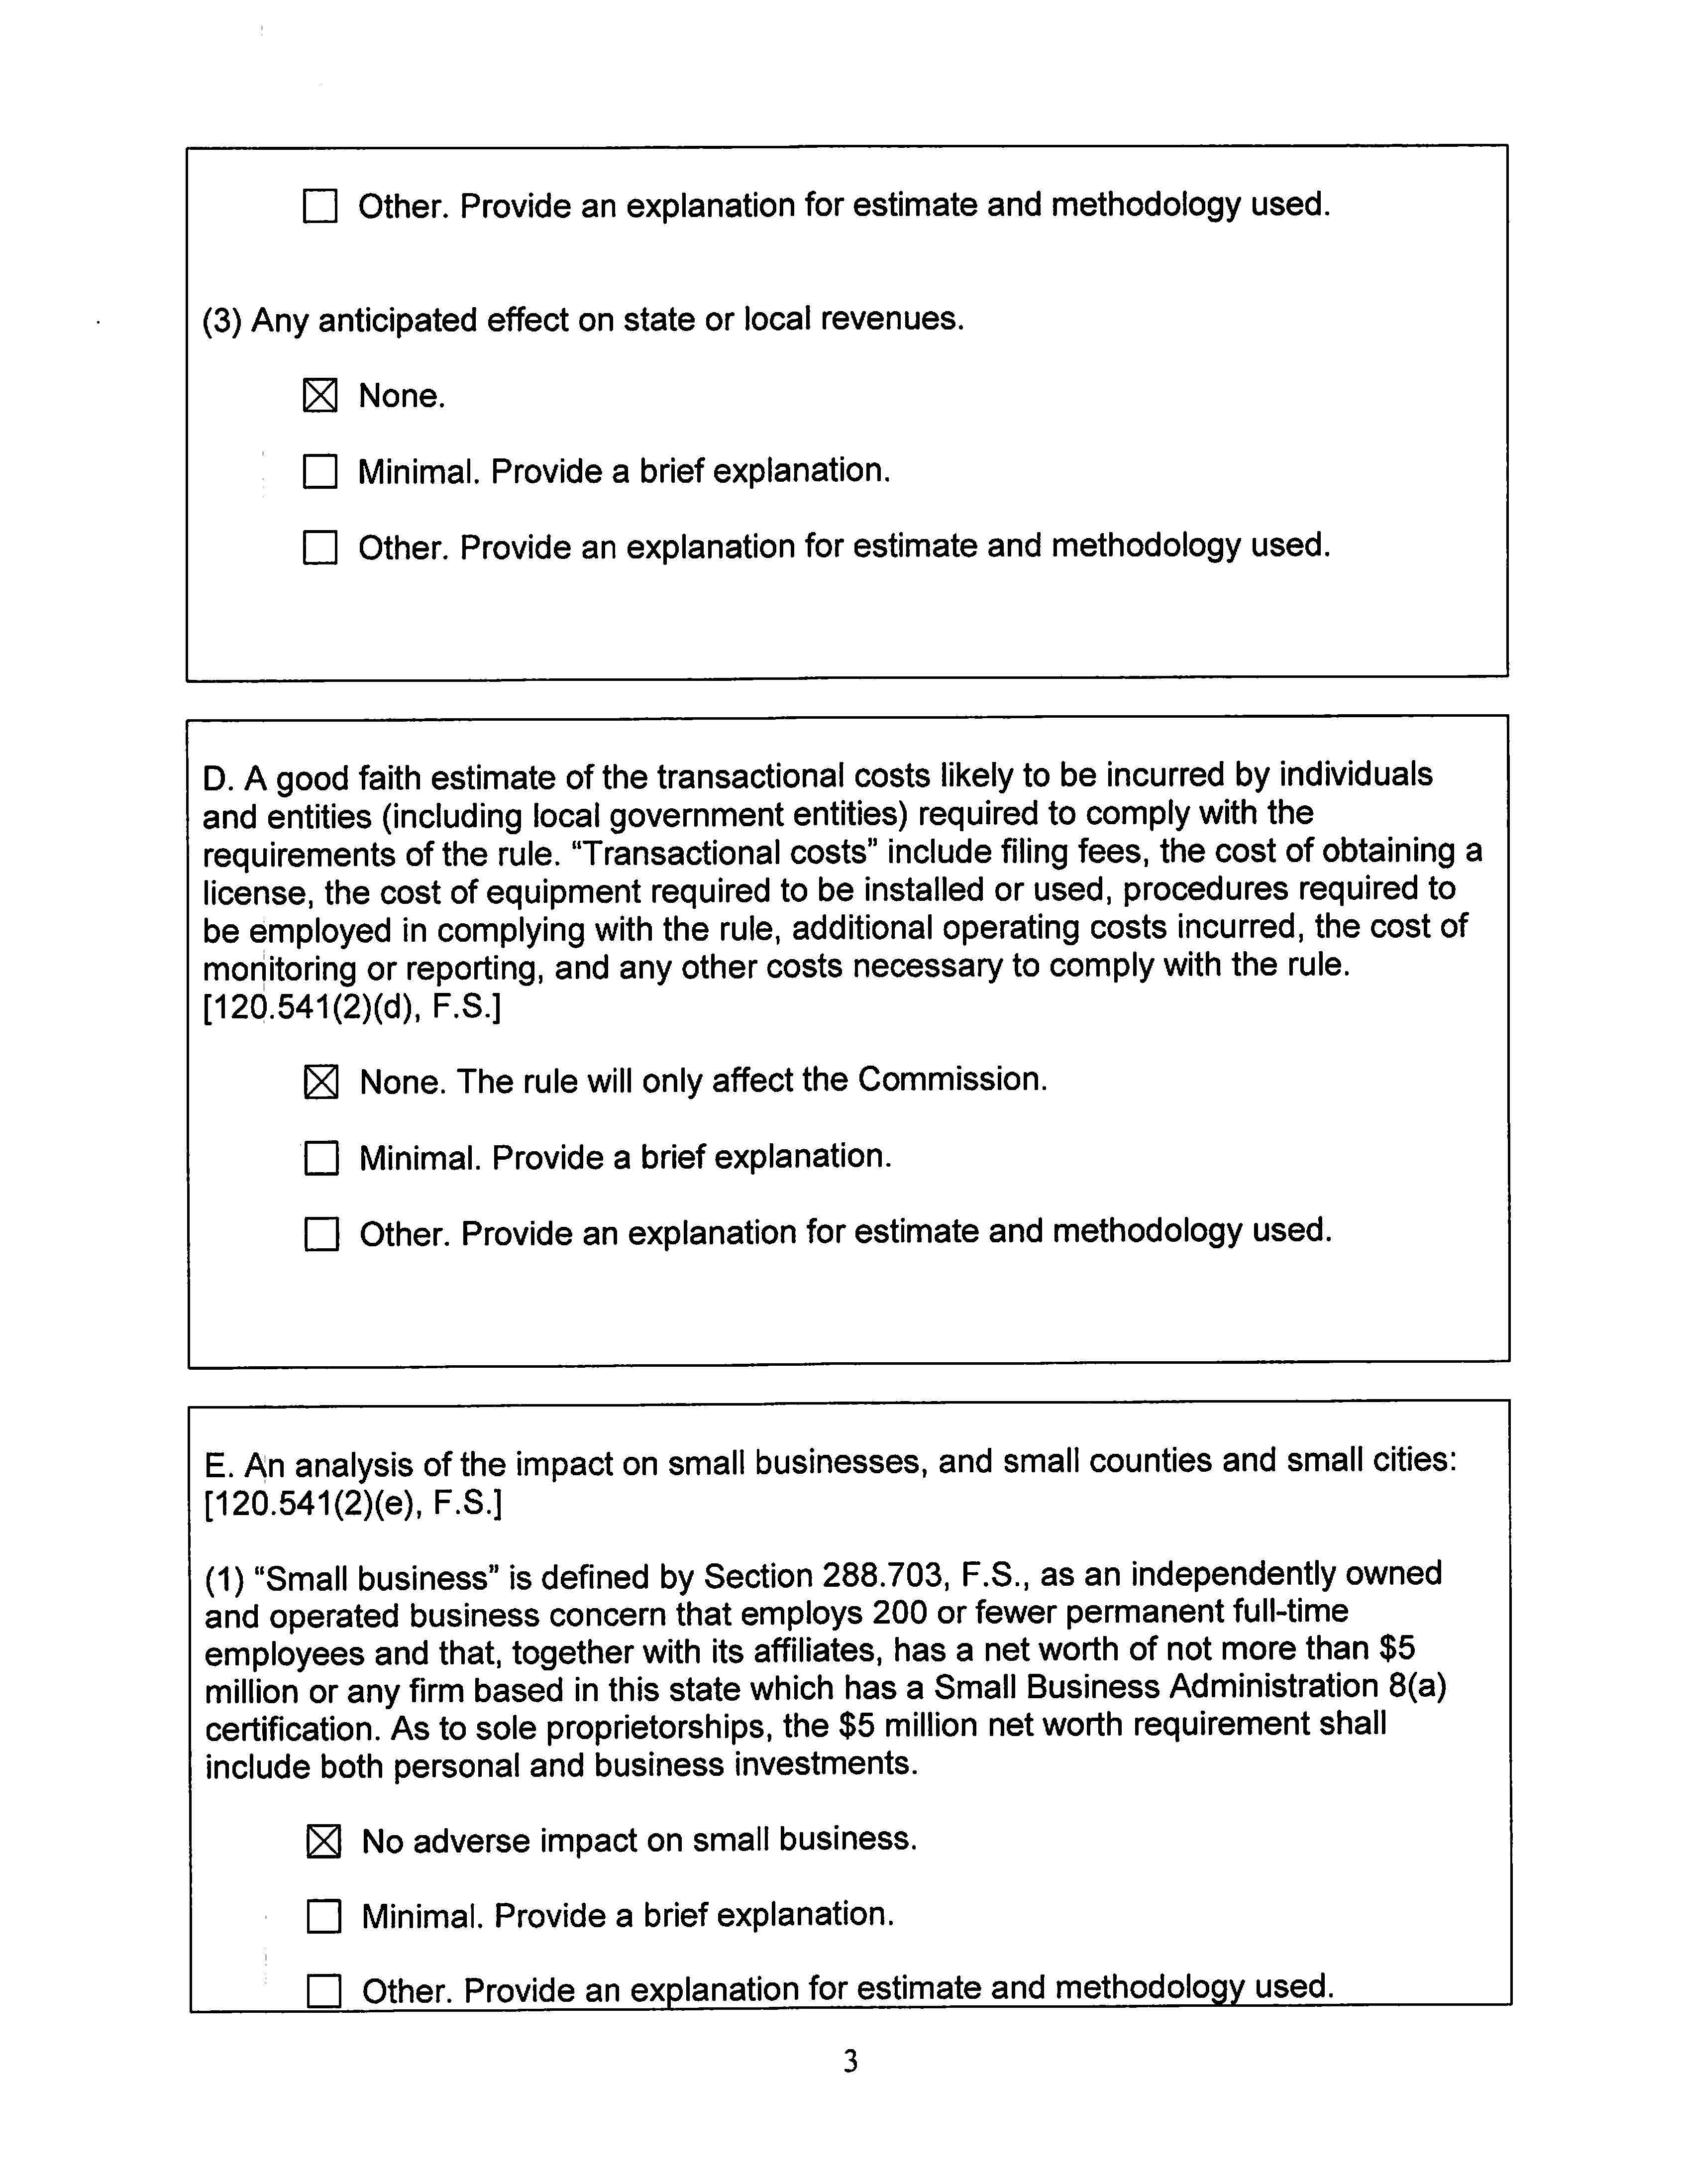 ☐ Other. Provide an explanation for estimate and methodology used.
(3) Any anticipated effect on state or local revenues.
☒ None.
☐ Minimal. Provide a brief explanation.
☐ Other. Provide an explanation for estimate and methodology used.
D. A good faith estimate of the transactional costs likely to be incurred by individuals
and entities (including local government entities) required to comply with the
requirements of the rule. “Transactional costs” include filing fees, the cost of obtaining a
license, the cost of equipment required to be installed or used, procedures required to
be employed in complying with the rule, additional operating costs incurred, the cost of
monitoring or reporting, and any other costs necessary to comply with the rule.
[120.541(2)(d), F.S.]
☒ None. The rule will only affect the Commission.
☐ Minimal. Provide a brief explanation.
☐ Other. Provide an explanation for estimate and methodology used.
E. An analysis of the impact on small businesses, and small counties and small cities:
[120.541(2)(e), F.S.]
(1) “Small business” is defined by Section 288.703, F.S., as an independently owned
and operated business concern that employs 200 or fewer permanent full-time
employees and that, together with its affiliates, has a net worth of not more than $5
million or any firm based in this state which has a Small Business Administration 8(a)
certification. As to sole proprietorships, the $5 million net worth requirement shall
include both personal and business investments.
☒ No adverse impact on small business.
☐ Minimal. Provide a brief explanation.
☐ Other. Provide an explanation for estimate and methodology used.
3